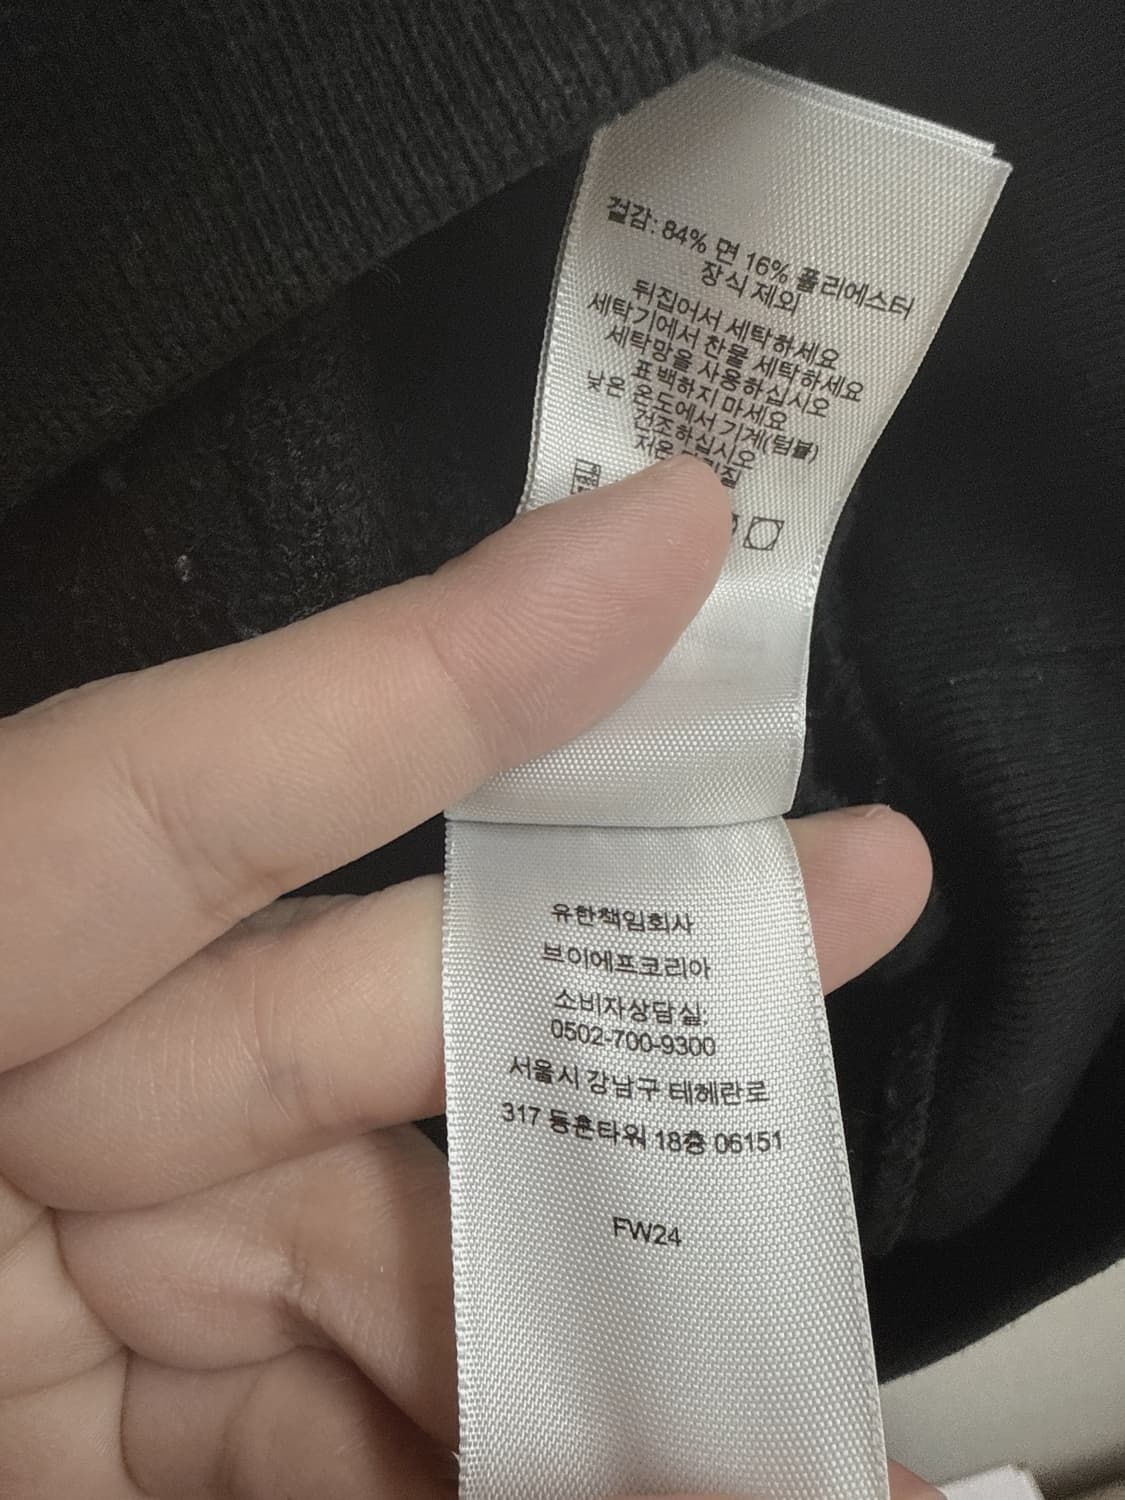 겉감: 84% 면 16% 폴리에스터
장식 제외
뒤집어서 세탁하세요
세탁기에서 찬물 세탁하세요
세탁망을 사용하십시오
표백하지 마세요
낮은 온도에서 기계(텀블)
건조하십시오
저온
유한책임회사
브이에프코리아
소비자상담실:
0502-700-9300
서울시 강남구 테헤란로
317 동훈타워 18층 06151
FW24